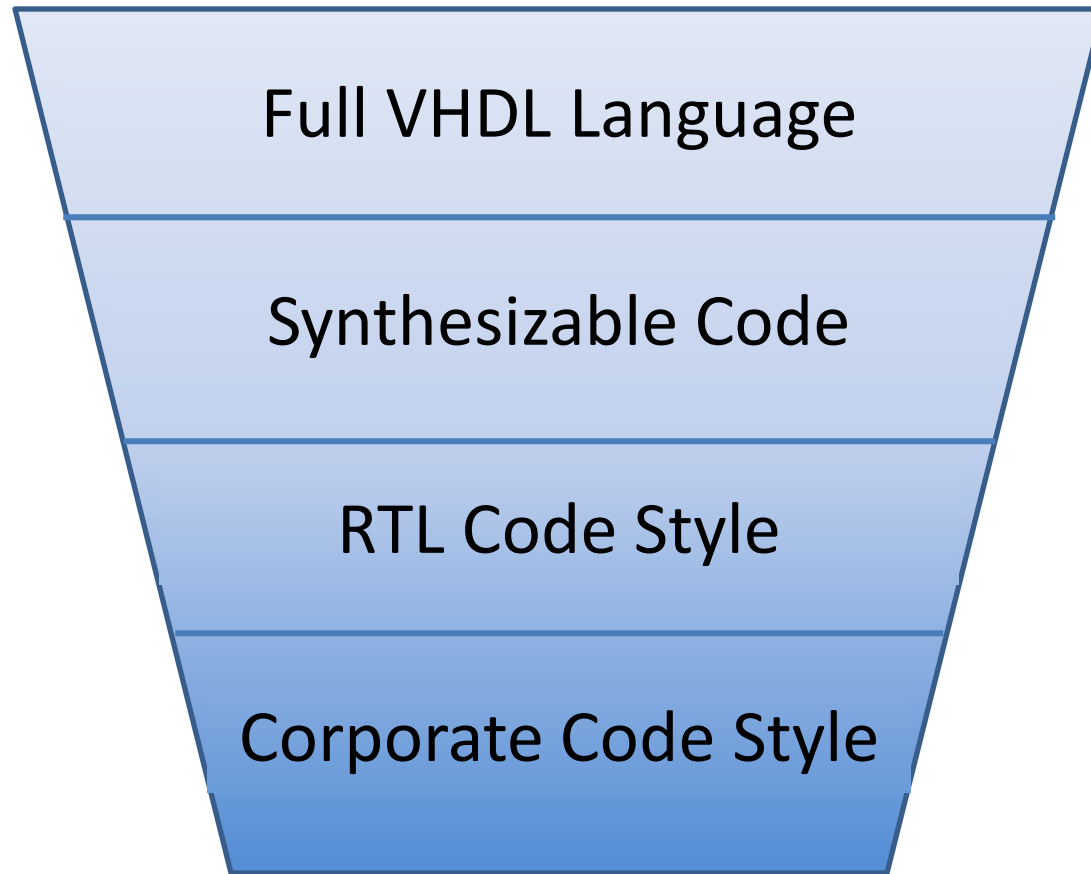 Full VHDL Language
Synthesizable Code
RTL Code Style
Corporate Code Style